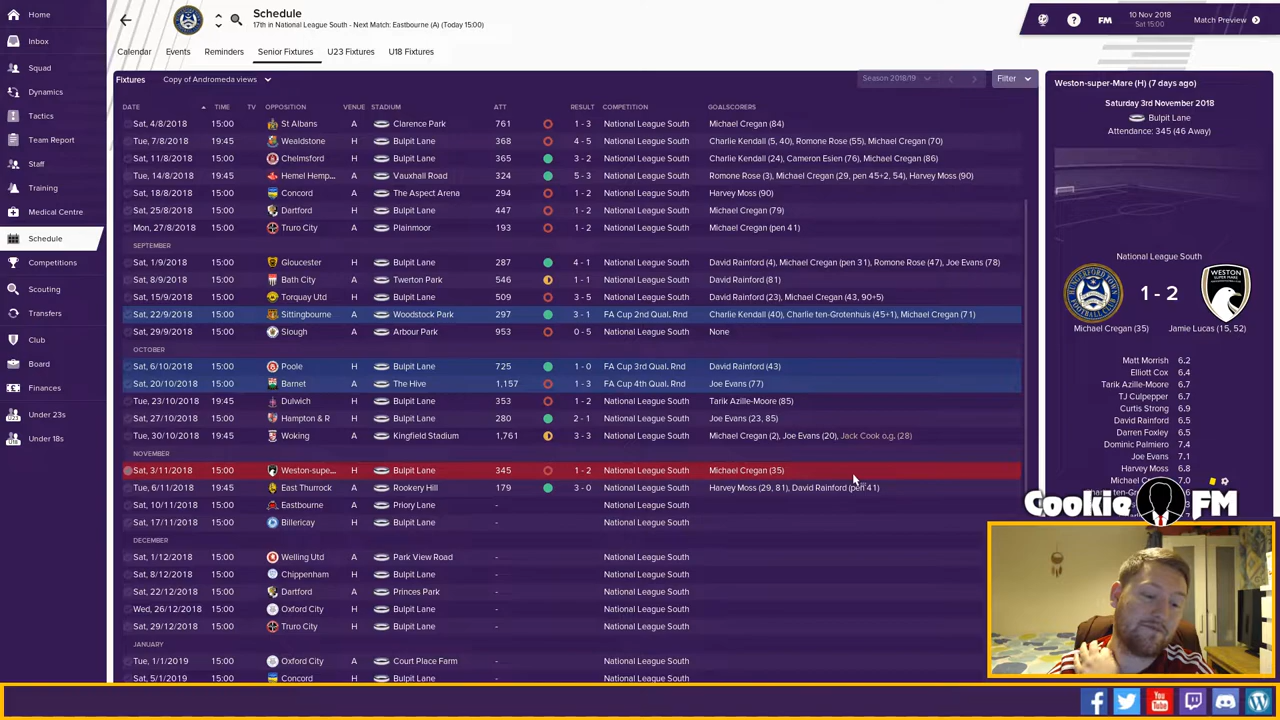 Home
Inbox
Squad
Dynamics
Tactics
Team Report
Staff
Training
Medical Centre
Schedule
Competitions
Scouting
Transfers
Club
Board
Finances
Under 23s
Under 18s
Schedule
17th in National League South - Next Match: Eastbourne (A) (Today 15:00)
? FM 10 Nov 2018
Sat 15:00
Match Preview
Calendar Events Reminders Senior Fixtures U23 Fixtures U18 Fixtures
Fixtures Copy of Andromeda views Season 2018/19 Filter
DATE TIME TV OPPOSITION VENUE STADIUM ATT RESULT COMPETITION GOALSCORERS
Sat, 4/8/2018 15:00 St Albans A Clarence Park 761 1 - 3 National League South Michael Cregan (84)
Tue, 7/8/2018 19:45 Wealdstone H Bulpit Lane 368 4 - 5 National League South Charlie Kendall (5, 40), Romone Rose (55), Michael Cregan (70)
Sat, 11/8/2018 15:00 Chelmsford H Bulpit Lane 365 3 - 2 National League South Charlie Kendall (24), Cameron Esien (76), Michael Cregan (86)
Tue, 14/8/2018 19:45 Hemel Hemp... A Vauxhall Road 324 5 - 3 National League South Romone Rose (3), Michael Cregan (29, pen 45+2, 54), Harvey Moss (90)
Sat, 18/8/2018 15:00 Concord A The Aspect Arena 294 1 - 2 National League South Harvey Moss (90)
Sat, 25/8/2018 15:00 Dartford H Bulpit Lane 447 1 - 2 National League South Michael Cregan (79)
Mon, 27/8/2018 15:00 Truro City A Plainmoor 193 1 - 2 National League South Michael Cregan (pen 41)
SEPTEMBER
Sat, 1/9/2018 15:00 Gloucester H Bulpit Lane 287 4 - 1 National League South David Rainford (4), Michael Cregan (pen 31), Romone Rose (47), Joe Evans (78)
Sat, 8/9/2018 15:00 Bath City A Twerton Park 546 1 - 1 National League South David Rainford (81)
Sat, 15/9/2018 15:00 Torquay Utd H Bulpit Lane 509 3 - 5 National League South David Rainford (23), Michael Cregan (43, 90+5)
Sat, 22/9/2018 15:00 Sittingbourne A Woodstock Park 297 3 - 1 FA Cup 2nd Qual. Rnd Charlie Kendall (40), Charlie ten-Grotenhuis (45+1), Michael Cregan (71)
Sat, 29/9/2018 15:00 Slough A Arbour Park 953 0 - 5 National League South None
OCTOBER
Sat, 6/10/2018 15:00 Poole H Bulpit Lane 725 1 - 0 FA Cup 3rd Qual. Rnd David Rainford (43)
Sat, 20/10/2018 15:00 Barnet A The Hive 1,157 1 - 3 FA Cup 4th Qual. Rnd Joe Evans (77)
Tue, 23/10/2018 19:45 Dulwich H Bulpit Lane 353 1 - 2 National League South Tarik Azille-Moore (85)
Sat, 27/10/2018 15:00 Hampton & R H Bulpit Lane 280 2 - 1 National League South Joe Evans (23, 85)
Tue, 30/10/2018 19:45 Woking A Kingfield Stadium 1,761 3 - 3 National League South Michael Cregan (2), Joe Evans (20), Jack Cook o.g. (28)
NOVEMBER
Sat, 3/11/2018 15:00 Weston-supe... H Bulpit Lane 345 1 - 2 National League South Michael Cregan (35)
Tue, 6/11/2018 19:45 East Thurrock A Rookery Hill 179 3 - 0 National League South Harvey Moss (29, 81), David Rainford (pen 41)
Sat, 10/11/2018 15:00 Eastbourne A Priory Lane - National League South
Sat, 17/11/2018 15:00 Billericay H Bulpit Lane - National League South
DECEMBER
Sat, 1/12/2018 15:00 Welling Utd A Park View Road - National League South
Sat, 8/12/2018 15:00 Chippenham H Bulpit Lane - National League South
Sat, 22/12/2018 15:00 Dartford A Princes Park - National League South
Wed, 26/12/2018 15:00 Oxford City H Bulpit Lane - National League South
Sat, 29/12/2018 15:00 Truro City H Bulpit Lane - National League South
JANUARY
Tue, 1/1/2019 15:00 Oxford City A Court Place Farm - National League South
Sat, 5/1/2019 15:00 Concord H Bulpit Lane - National League South
Weston-super-Mare (H) (7 days ago)
Saturday 3rd November 2018
Bulpit Lane
Attendance: 345 (46 Away)
National League South
HUNGERFORD TOWN FOOTBALL CLUB
1 - 2
WESTON
Michael Cregan (35) Jamie Lucas (15, 52)
Matt Morrish 6.2
Elliott Cox 6.4
Tarik Azille-Moore 6.4
TJ Culpepper 6.7
Curtis Strong 6.9
David Rainford 6.5
Darren Foxley 6.5
Dominic Palmiero 7.4
Joe Evans 7.1
Harvey Moss 6.8
Cookie FM